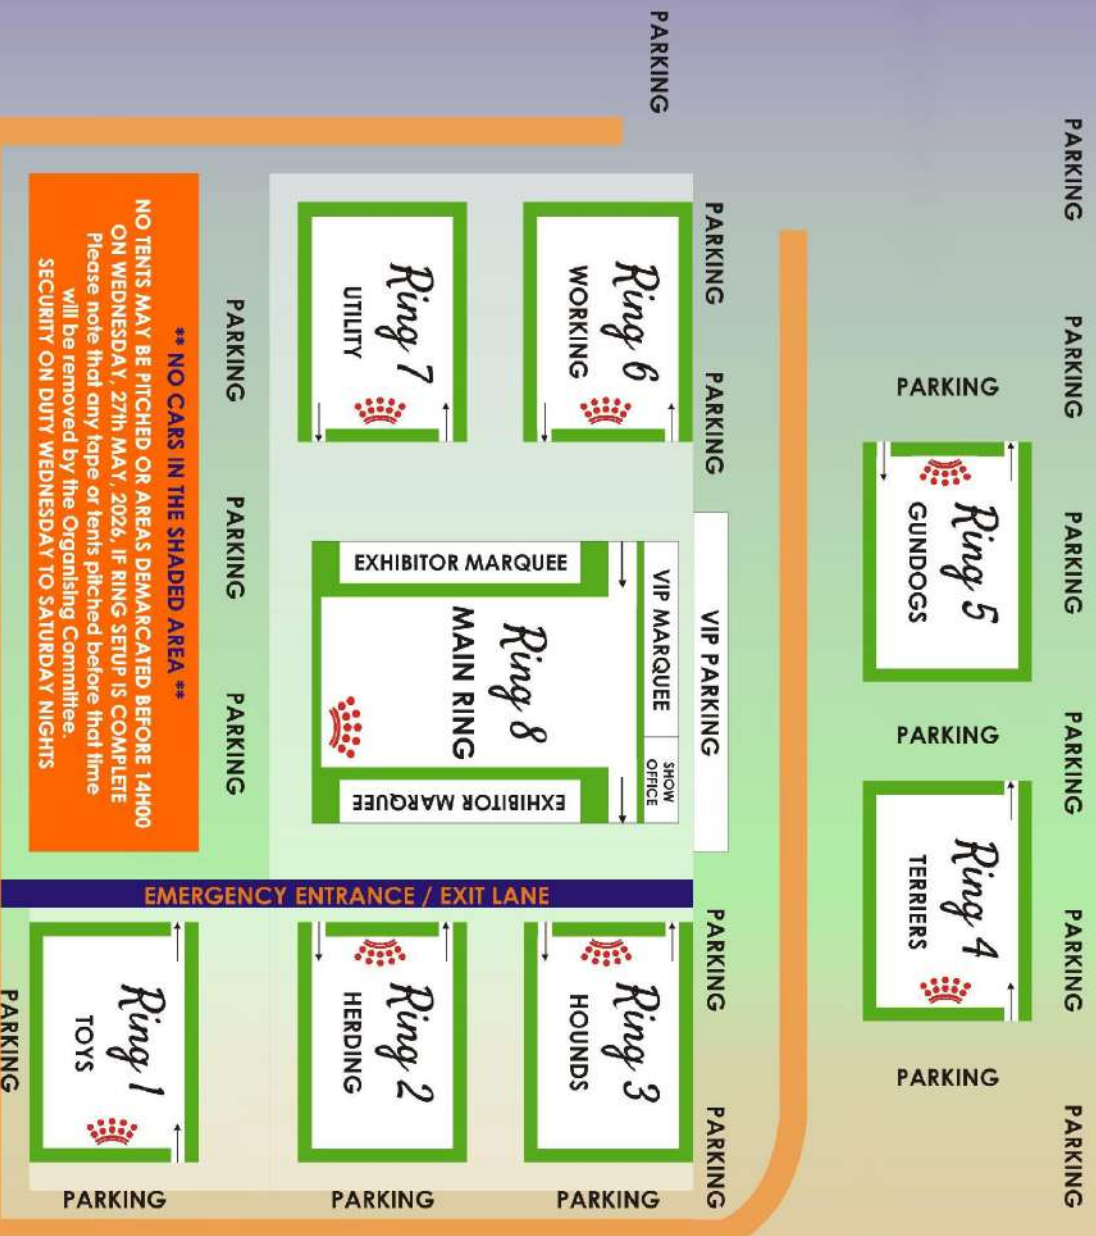 PARKING
PARKING
PARKING
PARKING
PARKING
PARKING
PARKING
Ring 5
GUNDOGS
PARKING
Ring 4
TERRIERS
PARKING
PARKING
PARKING
PARKING
VIP PARKING
PARKING
PARKING
Ring 6
WORKING
VIP MARQUEE
SHOW
OFFICE
Ring 3
HOUNDS
PARKING
Ring 7
UTILITY
EXHIBITOR MARQUEE
Ring 8
MAIN RING
EXHIBITOR MARQUEE
EMERGENCY ENTRANCE / EXIT LANE
Ring 2
HERDING
PARKING
PARKING
PARKING
PARKING
** NO CARS IN THE SHADED AREA **
NO TENTS MAY BE PITCHED OR AREAS DEMARCATED BEFORE 14H00
ON WEDNESDAY, 27th MAY, 2026, IF RING SETUP IS COMPLETE
Please note that any tape or tents pitched before that time
will be removed by the Organising Committee.
SECURITY ON DUTY WEDNESDAY TO SATURDAY NIGHTS
Ring 1
TOYS
PARKING
PARKING